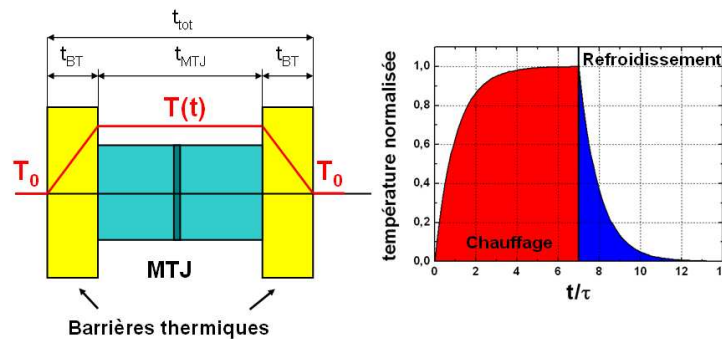 t_tot
t_BT t_MTJ t_BT
T(t)
T_0 T_0
MTJ
Barrières thermiques
température normalisée
1,0
0,8
0,6
0,4
0,2
0,0
Refroidissement
Chauffage
0 2 4 6 8 10 12 14
t/τ